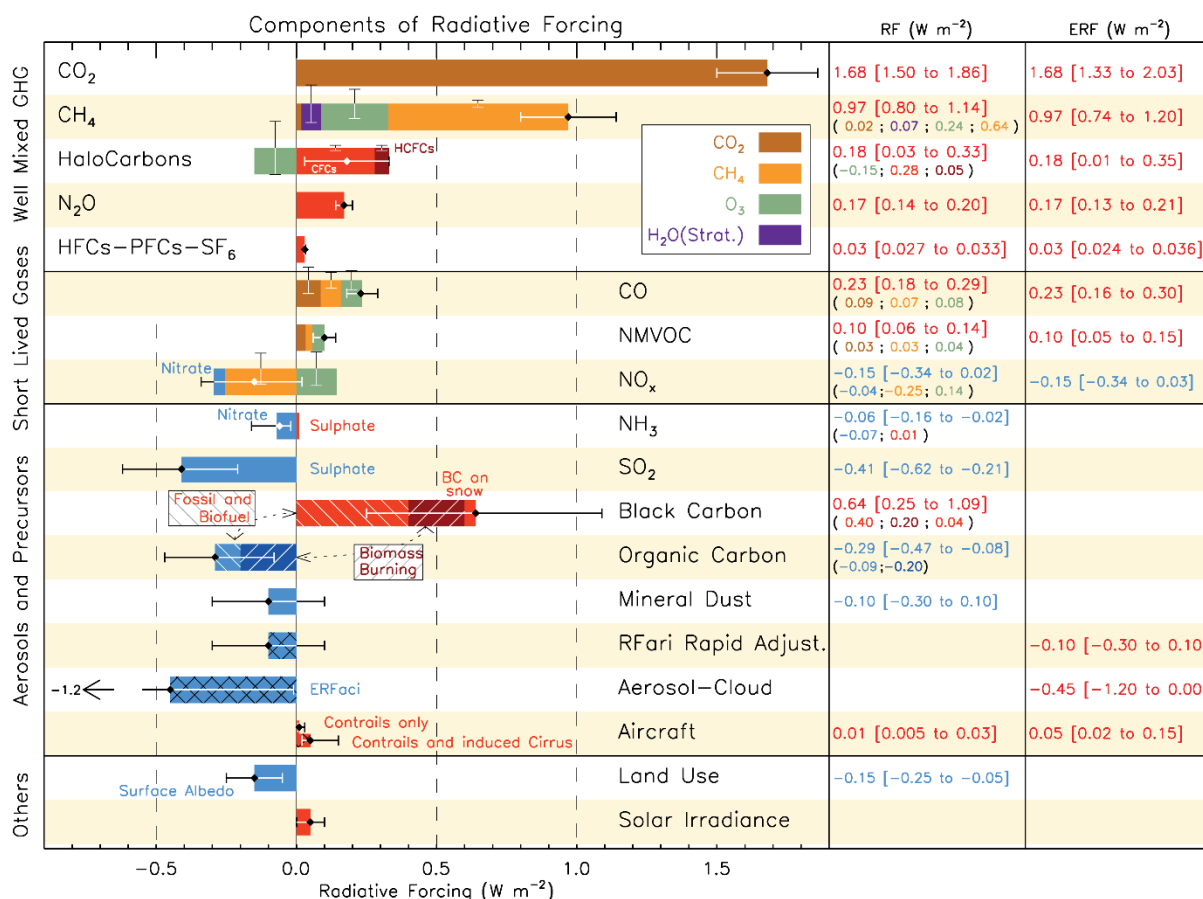 Components of Radiative Forcing
RF (W m−2)
ERF (W m−2)
Well Mixed GHG
CO2
1.68 [1.50 to 1.86]
1.68 [1.33 to 2.03]
CH4
0.97 [0.80 to 1.14]
( 0.02 ; 0.07 ; 0.24 ; 0.64 )
0.97 [0.74 to 1.20]
HaloCarbons
CFCs
HCFCs
0.18 [0.03 to 0.33]
(−0.15; 0.28 ; 0.05 )
0.18 [0.01 to 0.35]
N2O
0.17 [0.14 to 0.20]
0.17 [0.13 to 0.21]
HFCs−PFCs−SF6
0.03 [0.027 to 0.033]
0.03 [0.024 to 0.036]
CO2
CH4
O3
H2O(Strat.)
Short Lived Gases
CO
0.23 [0.18 to 0.29]
( 0.09 ; 0.07 ; 0.08 )
0.23 [0.16 to 0.30]
NMVOC
0.10 [0.06 to 0.14]
( 0.03 ; 0.03 ; 0.04 )
0.10 [0.05 to 0.15]
Nitrate
NOx
−0.15 [−0.34 to 0.02]
(−0.04;−0.25; 0.14 )
−0.15 [−0.34 to 0.03]
Aerosols and Precursors
Nitrate
Sulphate
NH3
−0.06 [−0.16 to −0.02]
(−0.07; 0.01 )
Sulphate
SO2
−0.41 [−0.62 to −0.21]
Fossil and
Biofuel
BC on
snow
Black Carbon
0.64 [0.25 to 1.09]
( 0.40 ; 0.20 ; 0.04 )
Biomass
Burning
Organic Carbon
−0.29 [−0.47 to −0.08]
(−0.09;−0.20)
Mineral Dust
−0.10 [−0.30 to 0.10]
RFari Rapid Adjust.
−0.10 [−0.30 to 0.10
−1.2
ERFaci
Aerosol−Cloud
−0.45 [−1.20 to 0.00
Contrails only
Contrails and induced Cirrus
Aircraft
0.01 [0.005 to 0.03]
0.05 [0.02 to 0.15]
Others
Surface Albedo
Land Use
−0.15 [−0.25 to −0.05]
Solar Irradiance
−0.5
0.0
0.5
1.0
1.5
Radiative Forcing (W m−2)